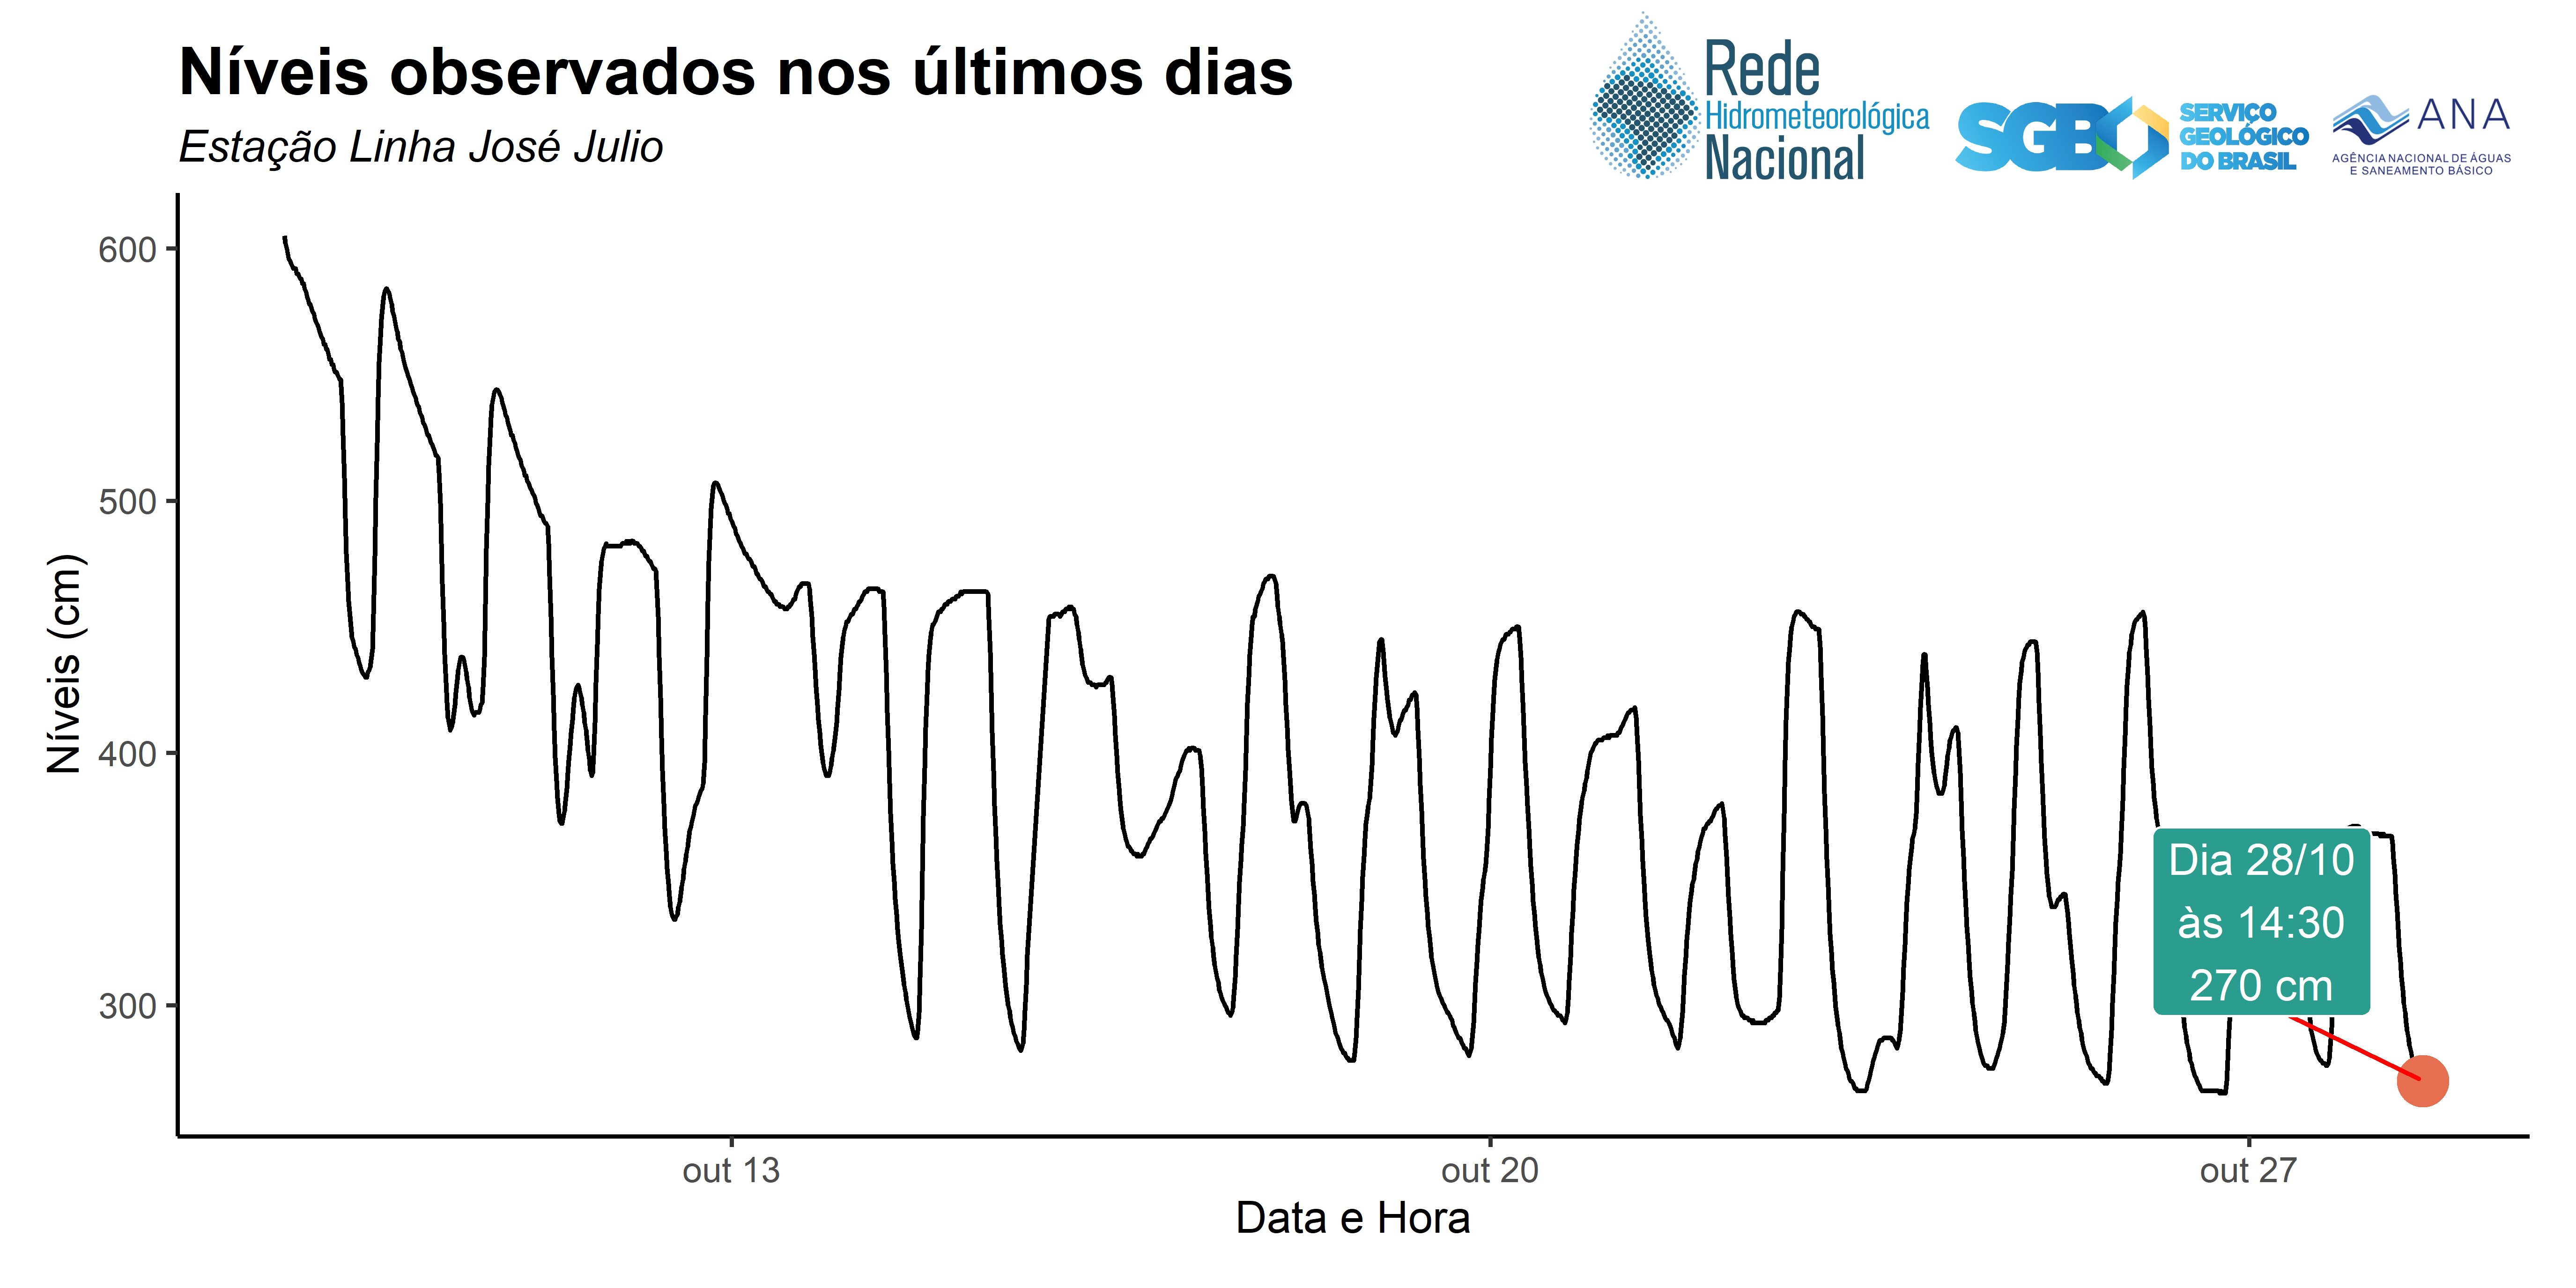 Níveis observados nos últimos dias
Estação Linha José Julio
Rede
Hidrometeorológica
Nacional
SGB
SERVIÇO
GEOLÓGICO
DO BRASIL
ANA
AGÊNCIA NACIONAL DE ÁGUAS
E SANEAMENTO BÁSICO
Níveis (cm)
600
500
400
300
Dia 28/10
às 14:30
270 cm
out 13
out 20
out 27
Data e Hora